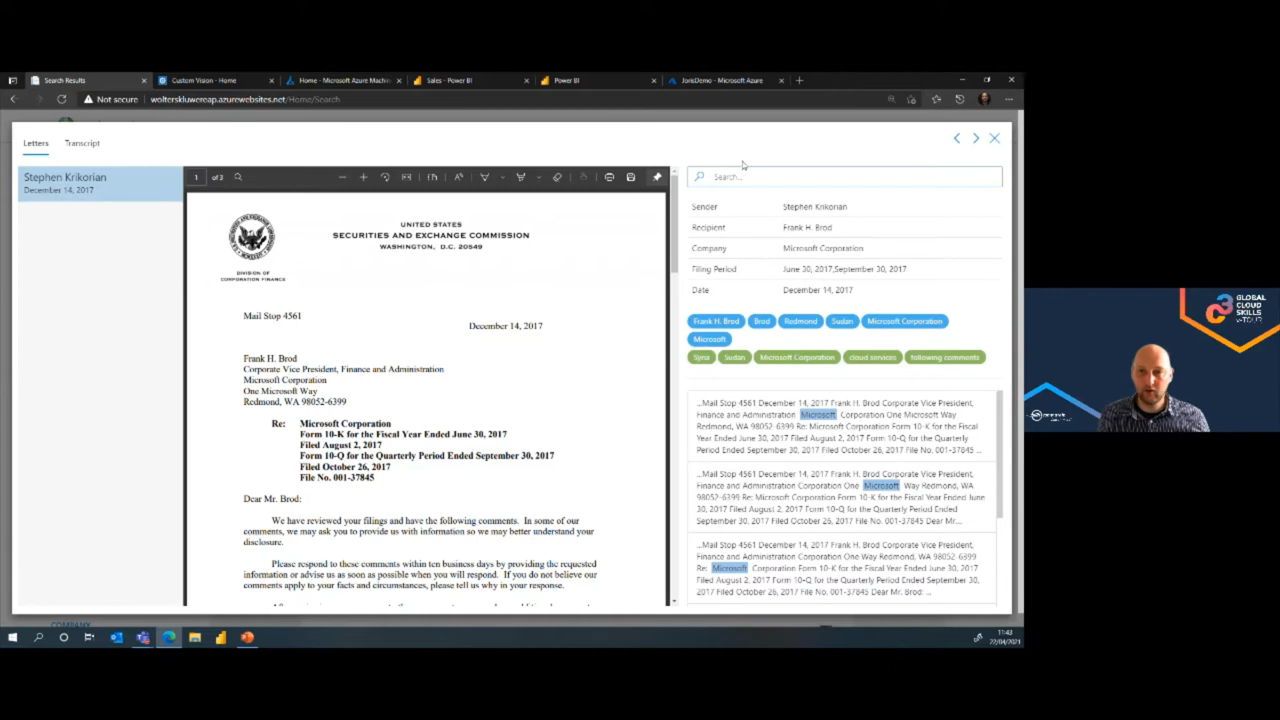 Search Results
Custom Vision - Home
Home - Microsoft Azure Machin
Sales - Power BI
Power BI
JorisDemo - Microsoft Azure
Not secure
wolterskluwereap.azurewebsites.net/Home/Search
Letters
Transcript
Stephen Krikorian
December 14, 2017
1 of 3
UNITED STATES
SECURITIES AND EXCHANGE COMMISSION
WASHINGTON, D.C. 20549
DIVISION OF
CORPORATION FINANCE
Mail Stop 4561
December 14, 2017
Frank H. Brod
Corporate Vice President, Finance and Administration
Microsoft Corporation
One Microsoft Way
Redmond, WA 98052-6399
Re: Microsoft Corporation
Form 10-K for the Fiscal Year Ended June 30, 2017
Filed August 2, 2017
Form 10-Q for the Quarterly Period Ended September 30, 2017
Filed October 26, 2017
File No. 001-37845
Dear Mr. Brod:
We have reviewed your filings and have the following comments. In some of our
comments, we may ask you to provide us with information so we may better understand your
disclosure.
Please respond to these comments within ten business days by providing the requested
information or advise us as soon as possible when you will respond. If you do not believe our
comments apply to your facts and circumstances, please tell us why in your response.
Search...
Sender Stephen Krikorian
Recipient Frank H. Brod
Company Microsoft Corporation
Filing Period June 30, 2017,September 30, 2017
Date December 14, 2017
Frank H. Brod Brod Redmond Sudan Microsoft Corporation
Microsoft
Syria Sudan Microsoft Corporation cloud services following comments
...Mail Stop 4561 December 14, 2017 Frank H. Brod Corporate Vice President,
Finance and Administration Microsoft Corporation One Microsoft Way
Redmond, WA 98052-6399 Re: Microsoft Corporation Form 10-K for the Fiscal
Year Ended June 30, 2017 Filed August 2, 2017 Form 10-Q for the Quarterly
Period Ended September 30, 2017 Filed October 26, 2017 File No. 001-37845 ...
...Mail Stop 4561 December 14, 2017 Frank H. Brod Corporate Vice President,
Finance and Administration Corporation One Microsoft Way Redmond, WA
98052-6399 Re: Microsoft Corporation Form 10-K for the Fiscal Year Ended June
30, 2017 Filed August 2, 2017 Form 10-Q for the Quarterly Period Ended
September 30, 2017 Filed October 26, 2017 File No. 001-37845 Dear Mr...
...Mail Stop 4561 December 14, 2017 Frank H. Brod Corporate Vice President,
Finance and Administration Corporation One Way Redmond, WA 98052-6399
Re: Microsoft Corporation Form 10-K for the Fiscal Year Ended June 30, 2017
Filed August 2, 2017 Form 10-Q for the Quarterly Period Ended September 30,
2017 Filed October 26, 2017 File No. 001-37845 Dear Mr. Brod: ...
COMPANY
11:43
22/04/2021
GLOBAL
CLOUD
SKILLS
v-TOUR